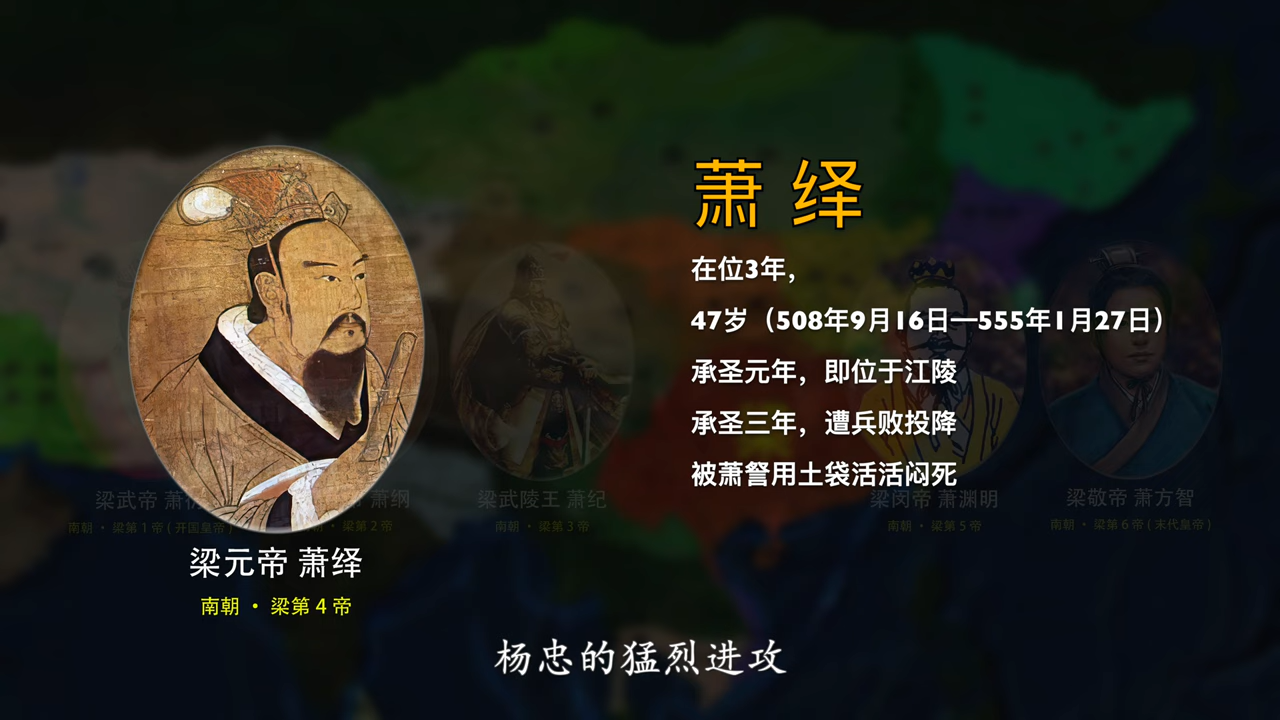 萧绎
在位3年，
47岁（508年9月16日—555年1月27日）
承圣元年，即位于江陵
承圣三年，遭兵败投降
被萧詧用土袋活活闷死
梁元帝 萧绎
南朝 · 梁第4帝
梁武帝 萧
南朝 · 梁第1帝(开国皇帝)
萧纲
梁第2帝
梁武陵王 萧纪
南朝 · 梁第3帝
梁闵帝 萧渊明
南朝 · 梁第5帝
梁敬帝 萧方智
南朝 · 梁第6帝(末代皇帝)
杨忠的猛烈进攻